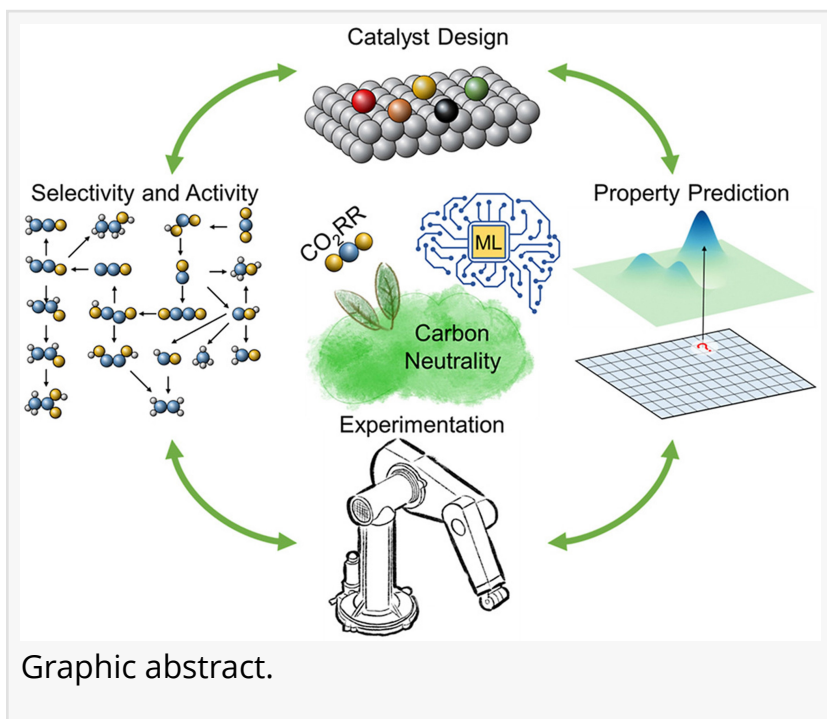 Catalyst Design
Selectivity and Activity
Property Prediction
CO₂RR
ML
Carbon
Neutrality
?
Experimentation
Graphic abstract.